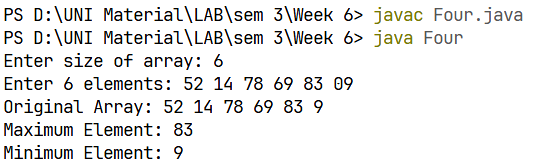 PS D:\UNI Material\LAB\sem 3\Week 6> javac Four.java
PS D:\UNI Material\LAB\sem 3\Week 6> java Four
Enter size of array: 6
Enter 6 elements: 52 14 78 69 83 09
Original Array: 52 14 78 69 83 9
Maximum Element: 83
Minimum Element: 9